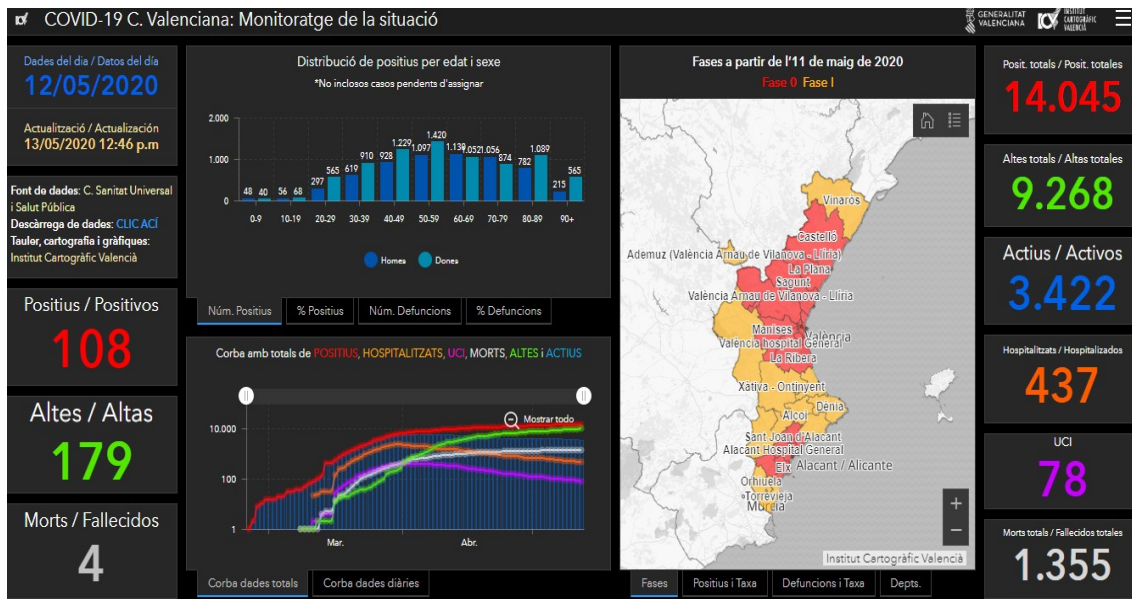 COVID-19 C. Valenciana: Monitoratge de la situació
GENERALITAT
VALENCIANA
INSTITUT
CARTOGRÀFIC
VALENCIÀ
Dades del dia / Datos del día
12/05/2020
Actualització / Actualización
13/05/2020 12:46 p.m
Font de dades: C. Sanitat Universal
i Salut Pública
Descàrrega de dades: CLIC ACÍ
Tauler, cartografia i gràfiques:
Institut Cartogràfic Valencià
Positius / Positivos
108
Altes / Altas
179
Morts / Fallecidos
4
Distribució de positius per edat i sexe
*No inclosos casos pendents d'assignar
2.000
1.000
0
48 40 56 68 297 565 619 910 928 1.229 1.097 1.420 1.139 1.052 1.056 874 782 1.089 215 565
0-9 10-19 20-29 30-39 40-49 50-59 60-69 70-79 80-89 90+
Homes Dones
Núm. Positius % Positius Núm. Defuncions % Defuncions
Corba amb totals de POSITIUS, HOSPITALITZATS, UCI, MORTS, ALTES i ACTIUS
Mostrar todo
10.000
100
1
Mar. Abr.
Corba dades totals Corba dades diàries
Fases a partir de l'11 de maig de 2020
Fase 0 Fase I
Vinaròs
Castelló
Ademuz (València Arnau de Vilanova - Llíria)
La Plana
Sagunt
València Arnau de Vilanova - Llíria
Manises
València
València hospital General
La Ribera
Xàtiva - Ontinyent
Dénia
Alcoi
Sant Joan d'Alacant
Alacant Hospital General
Elx Alacant / Alicante
Orihuela
Torrevieja
Murcia
+
−
Institut Cartogràfic Valencià
Fases Positius i Taxa Defuncions i Taxa Depts.
Posit. totals / Posit. totales
14.045
Altes totals / Altas totales
9.268
Actius / Activos
3.422
Hospitalitzats / Hospitalizados
437
UCI
78
Morts totals / Fallecidos totales
1.355